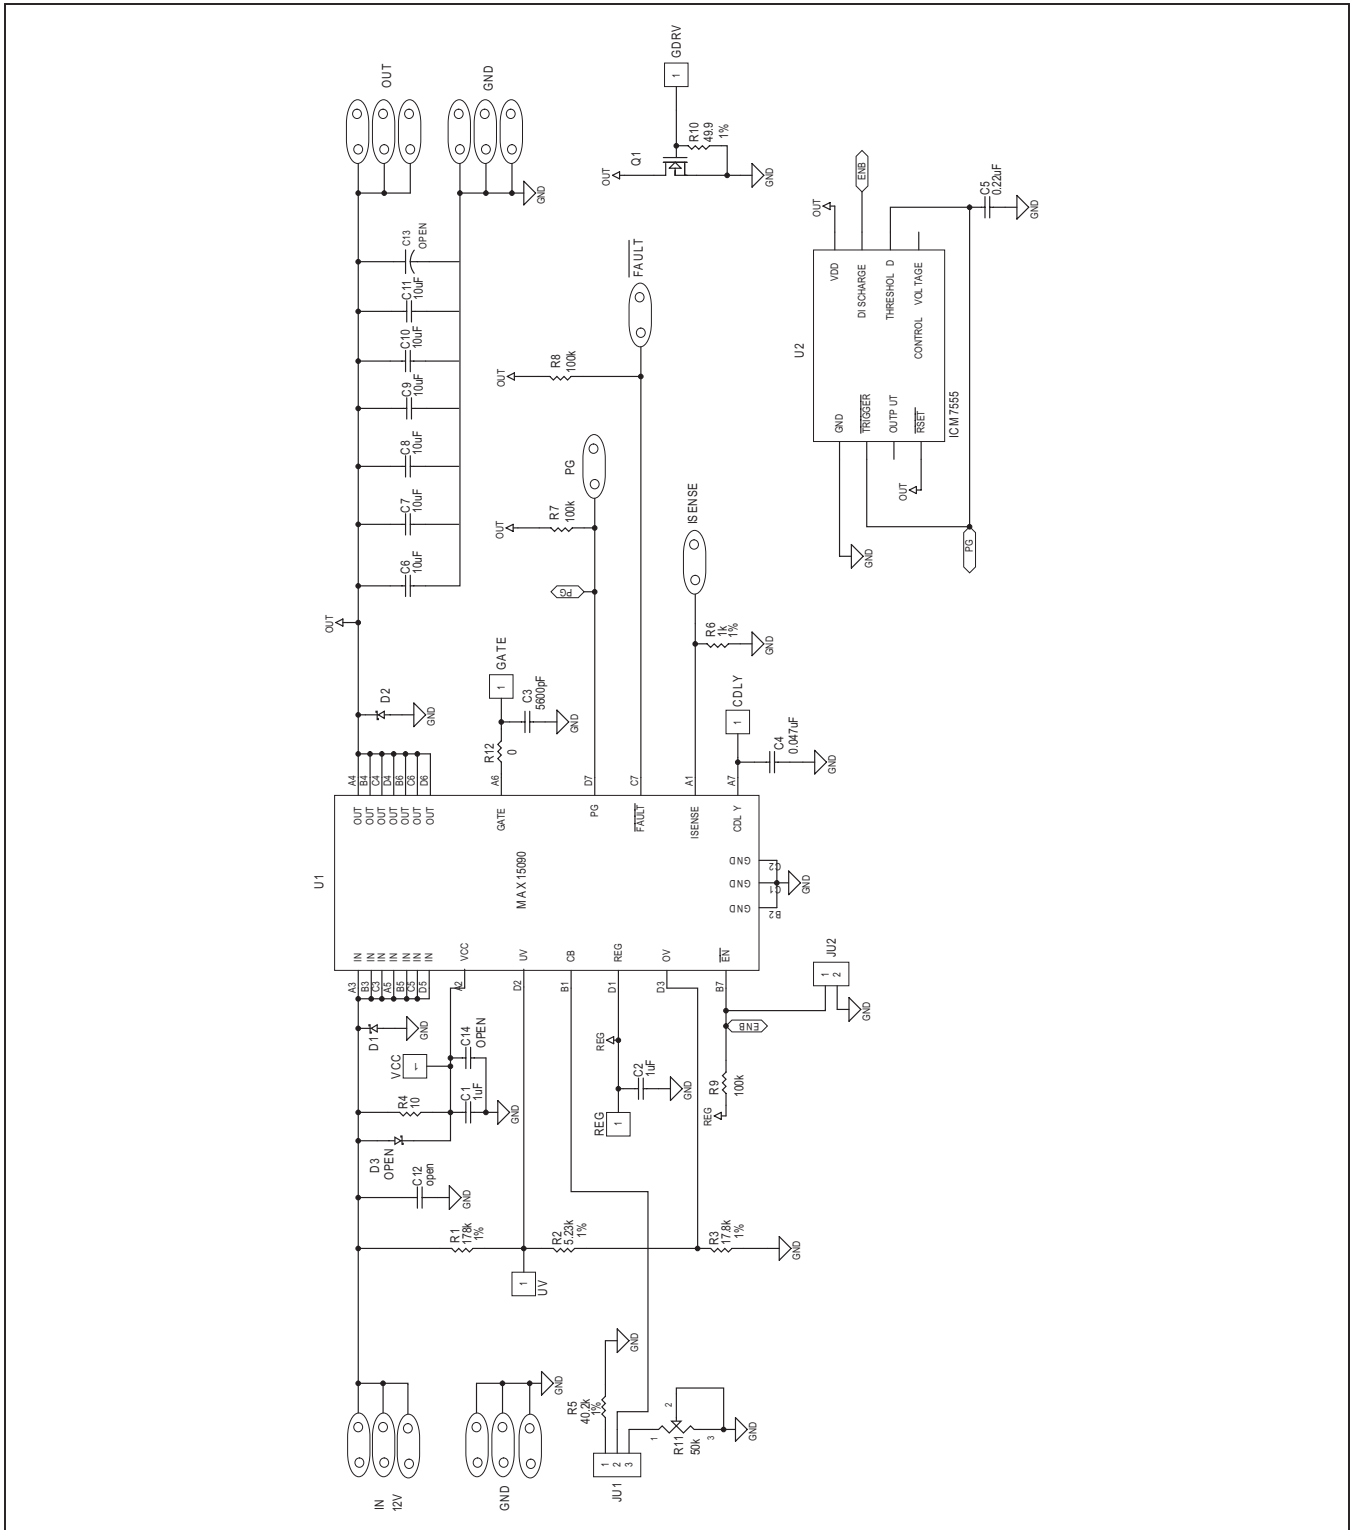 IN
12V
GND
OUT
GND
D3
OPEN
C12
open
GND
R4
10
VCC
1
C1
1uF
C14
OPEN
GND
D1
GND
R1
178k
1%
1
UV
R2
5.23k
1%
R3
17.8k
1%
GND
JU1
1
2
3
R5
40.2k
1%
GND
1
2
3
R11
50k
GND
REG
1
REG
C2
1uF
GND
REG
R9
100k
ENB
JU2
1
2
GND
U1
MAX15090
A3
B3
C3
A5
B5
C5
D5
IN
IN
IN
IN
IN
IN
IN
A2
VCC
D2
UV
B1
CB
D1
REG
D3
OV
B7
EN
B2
C1
C2
GND
GND
GND
GND
A4
B4
C4
D4
B6
C6
D6
OUT
OUT
OUT
OUT
OUT
OUT
OUT
A6
GATE
D7
PG
C7
FAULT
A1
ISENSE
A7
CDL Y
D2
GND
OUT
C6
10uF
C7
10uF
C8
10uF
C9
10uF
C10
10uF
C11
10uF
C13
OPEN
GND
R12
0
GATE
1
C3
5600pF
GND
PG
OUT
R7
100k
PG
OUT
R8
100k
FAULT
ISENSE
R6
1k
1%
GND
CDLY
1
C4
0.047uF
GND
GDRV
1
Q1
OUT
R10
49.9
1%
GND
U2
ICM7555
GND
TRIGGER
OUTP UT
RSET
VDD
DI SCHARGE
THRESHOL D
CONTROL VOL TAGE
OUT
ENB
OUT
GND
PG
C5
0.22uF
GND